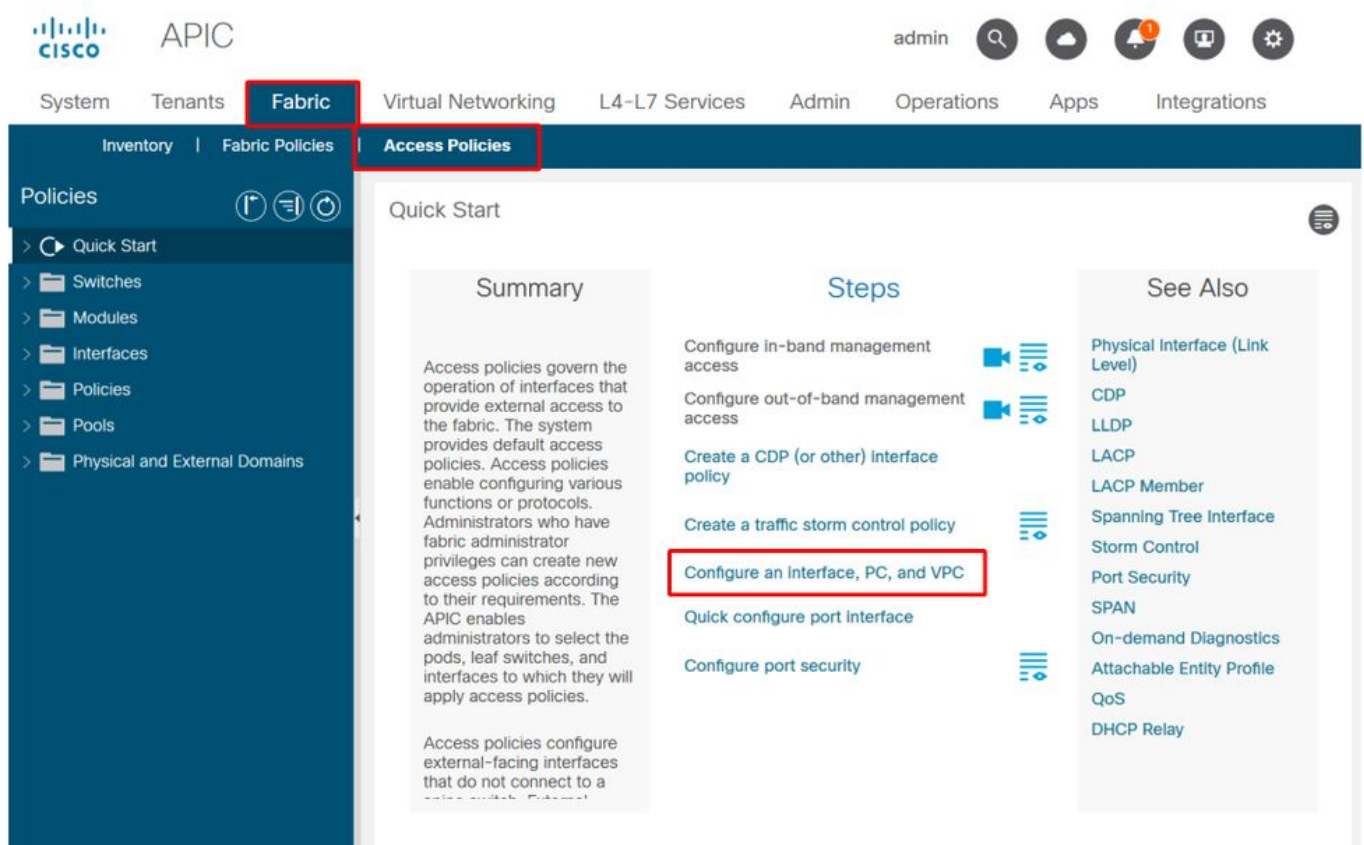 CISCO
APIC
admin
1
System Tenants Fabric Virtual Networking L4-L7 Services Admin Operations Apps Integrations
Inventory | Fabric Policies | Access Policies
Policies
Quick Start
Switches
Modules
Interfaces
Policies
Pools
Physical and External Domains
Quick Start
Summary
Access policies govern the
operation of interfaces that
provide external access to
the fabric. The system
provides default access
policies. Access policies
enable configuring various
functions or protocols.
Administrators who have
fabric administrator
privileges can create new
access policies according
to their requirements. The
APIC enables
administrators to select the
pods, leaf switches, and
interfaces to which they will
apply access policies.
Access policies configure
external-facing interfaces
that do not connect to a
Steps
Configure in-band management
access
Configure out-of-band management
access
Create a CDP (or other) interface
policy
Create a traffic storm control policy
Configure an interface, PC, and VPC
Quick configure port interface
Configure port security
See Also
Physical Interface (Link
Level)
CDP
LLDP
LACP
LACP Member
Spanning Tree Interface
Storm Control
Port Security
SPAN
On-demand Diagnostics
Attachable Entity Profile
QoS
DHCP Relay